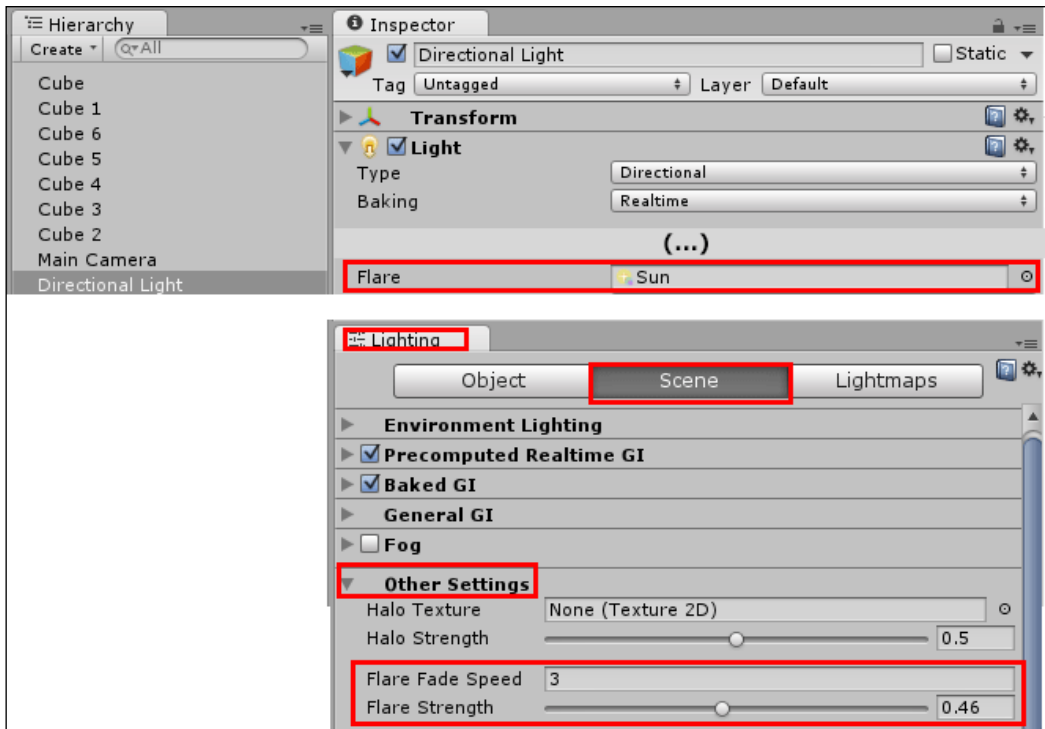 Hierarchy
Create All
Cube
Cube 1
Cube 6
Cube 5
Cube 4
Cube 3
Cube 2
Main Camera
Directional Light
Inspector
Directional Light Static
Tag Untagged Layer Default
Transform
Light
Type Directional
Baking Realtime
(...)
Flare Sun
Lighting
Object Scene Lightmaps
Environment Lighting
Precomputed Realtime GI
Baked GI
General GI
Fog
Other Settings
Halo Texture None (Texture 2D)
Halo Strength 0.5
Flare Fade Speed 3
Flare Strength 0.46